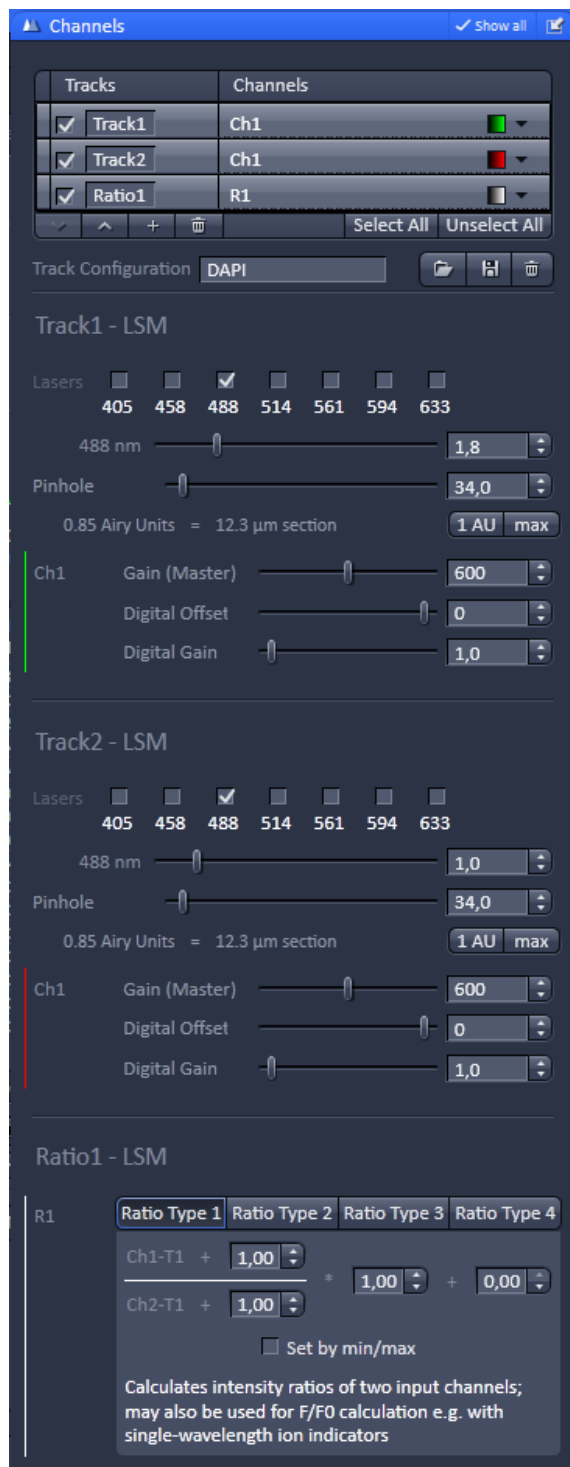 Channels Show all
Tracks Channels
Track1 Ch1
Track2 Ch1
Ratio1 R1
Select All Unselect All
Track Configuration DAPI
Track1 - LSM
Lasers
405 458 488 514 561 594 633
488 nm 1,8
Pinhole 34,0
0.85 Airy Units = 12.3 µm section 1 AU max
Ch1 Gain (Master) 600
Digital Offset 0
Digital Gain 1,0
Track2 - LSM
Lasers
405 458 488 514 561 594 633
488 nm 1,0
Pinhole 34,0
0.85 Airy Units = 12.3 µm section 1 AU max
Ch1 Gain (Master) 600
Digital Offset 0
Digital Gain 1,0
Ratio1 - LSM
R1 Ratio Type 1 Ratio Type 2 Ratio Type 3 Ratio Type 4
Ch1-T1 + 1,00
* 1,00 + 0,00
Ch2-T1 + 1,00
Set by min/max
Calculates intensity ratios of two input channels;
may also be used for F/F0 calculation e.g. with
single-wavelength ion indicators